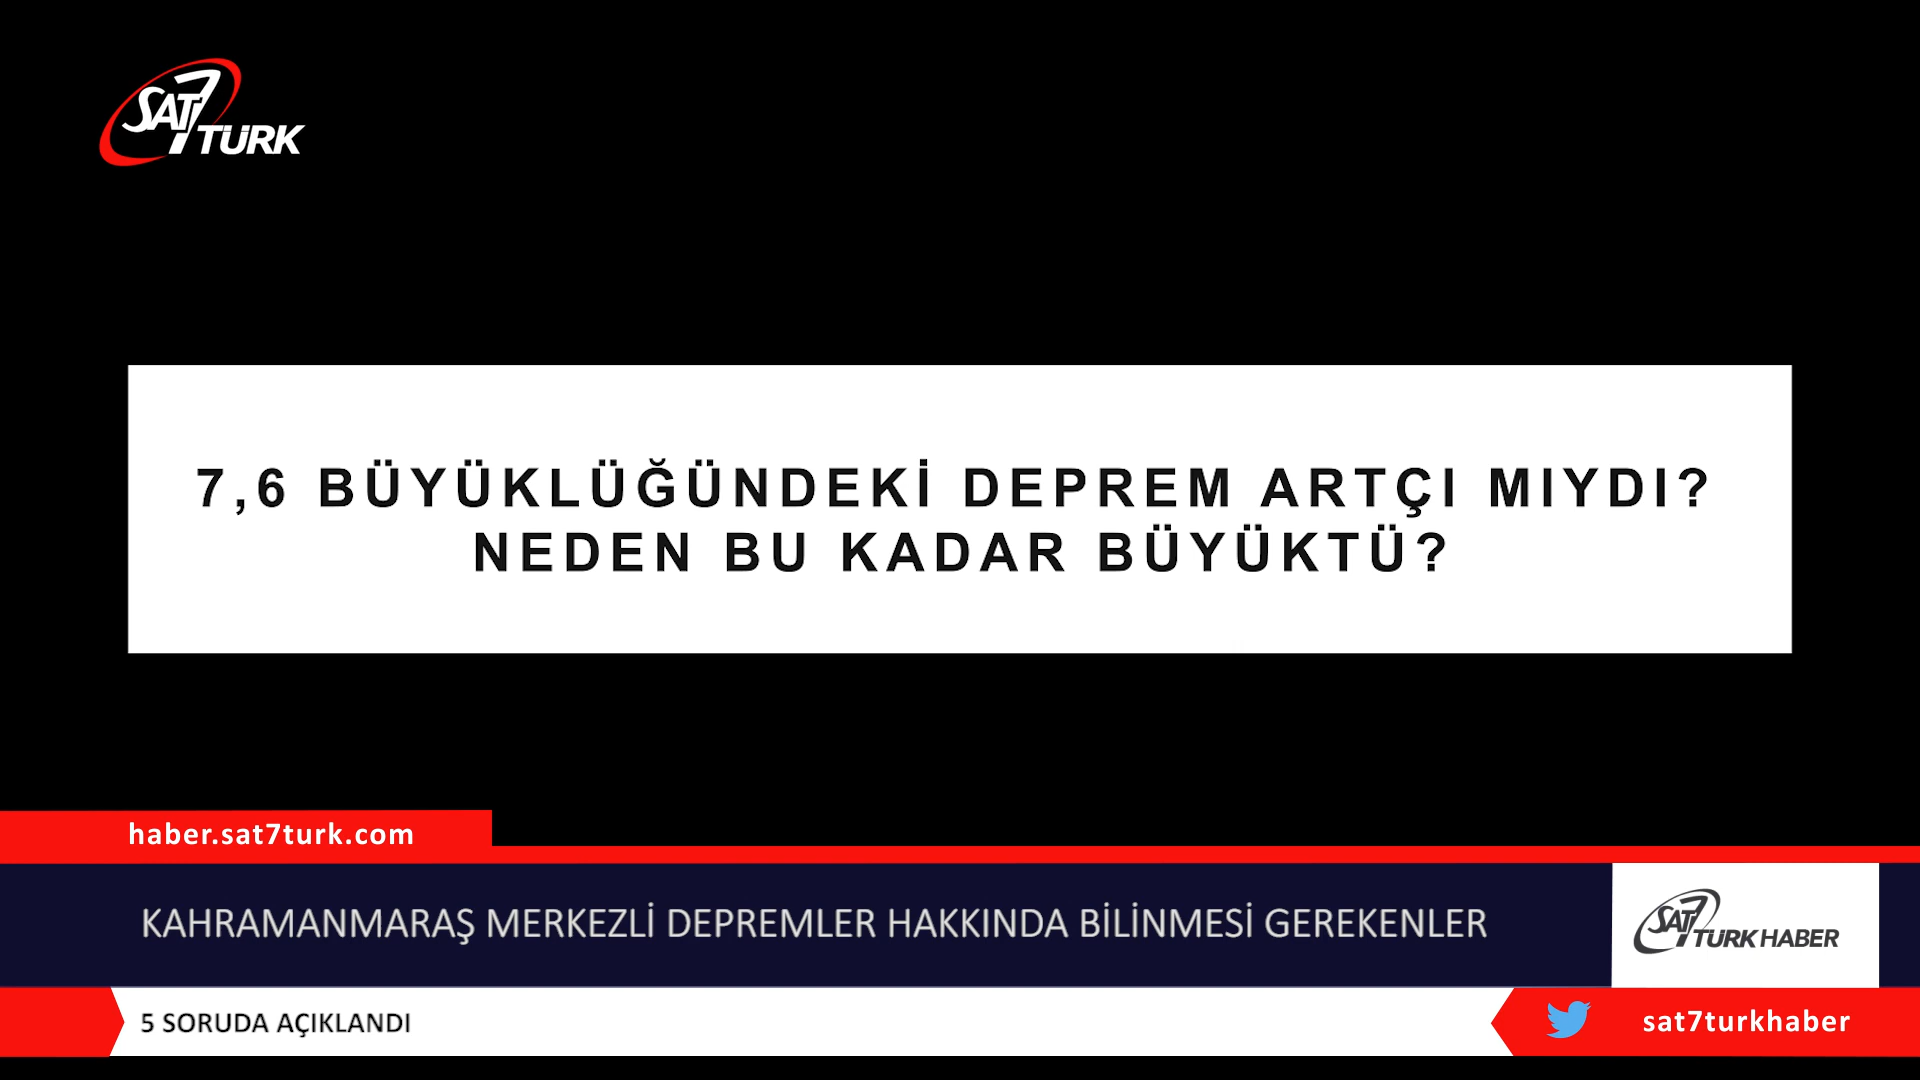 SAT7 TÜRK
7,6 BÜYÜKLÜĞÜNDEKİ DEPREM ARTÇI MIYDI?
NEDEN BU KADAR BÜYÜKTÜ?
haber.sat7turk.com
KAHRAMANMARAŞ MERKEZLİ DEPREMLER HAKKINDA BİLİNMESİ GEREKENLER
SAT7 TÜRK HABER
5 SORUDA AÇIKLANDI
sat7turkhaber